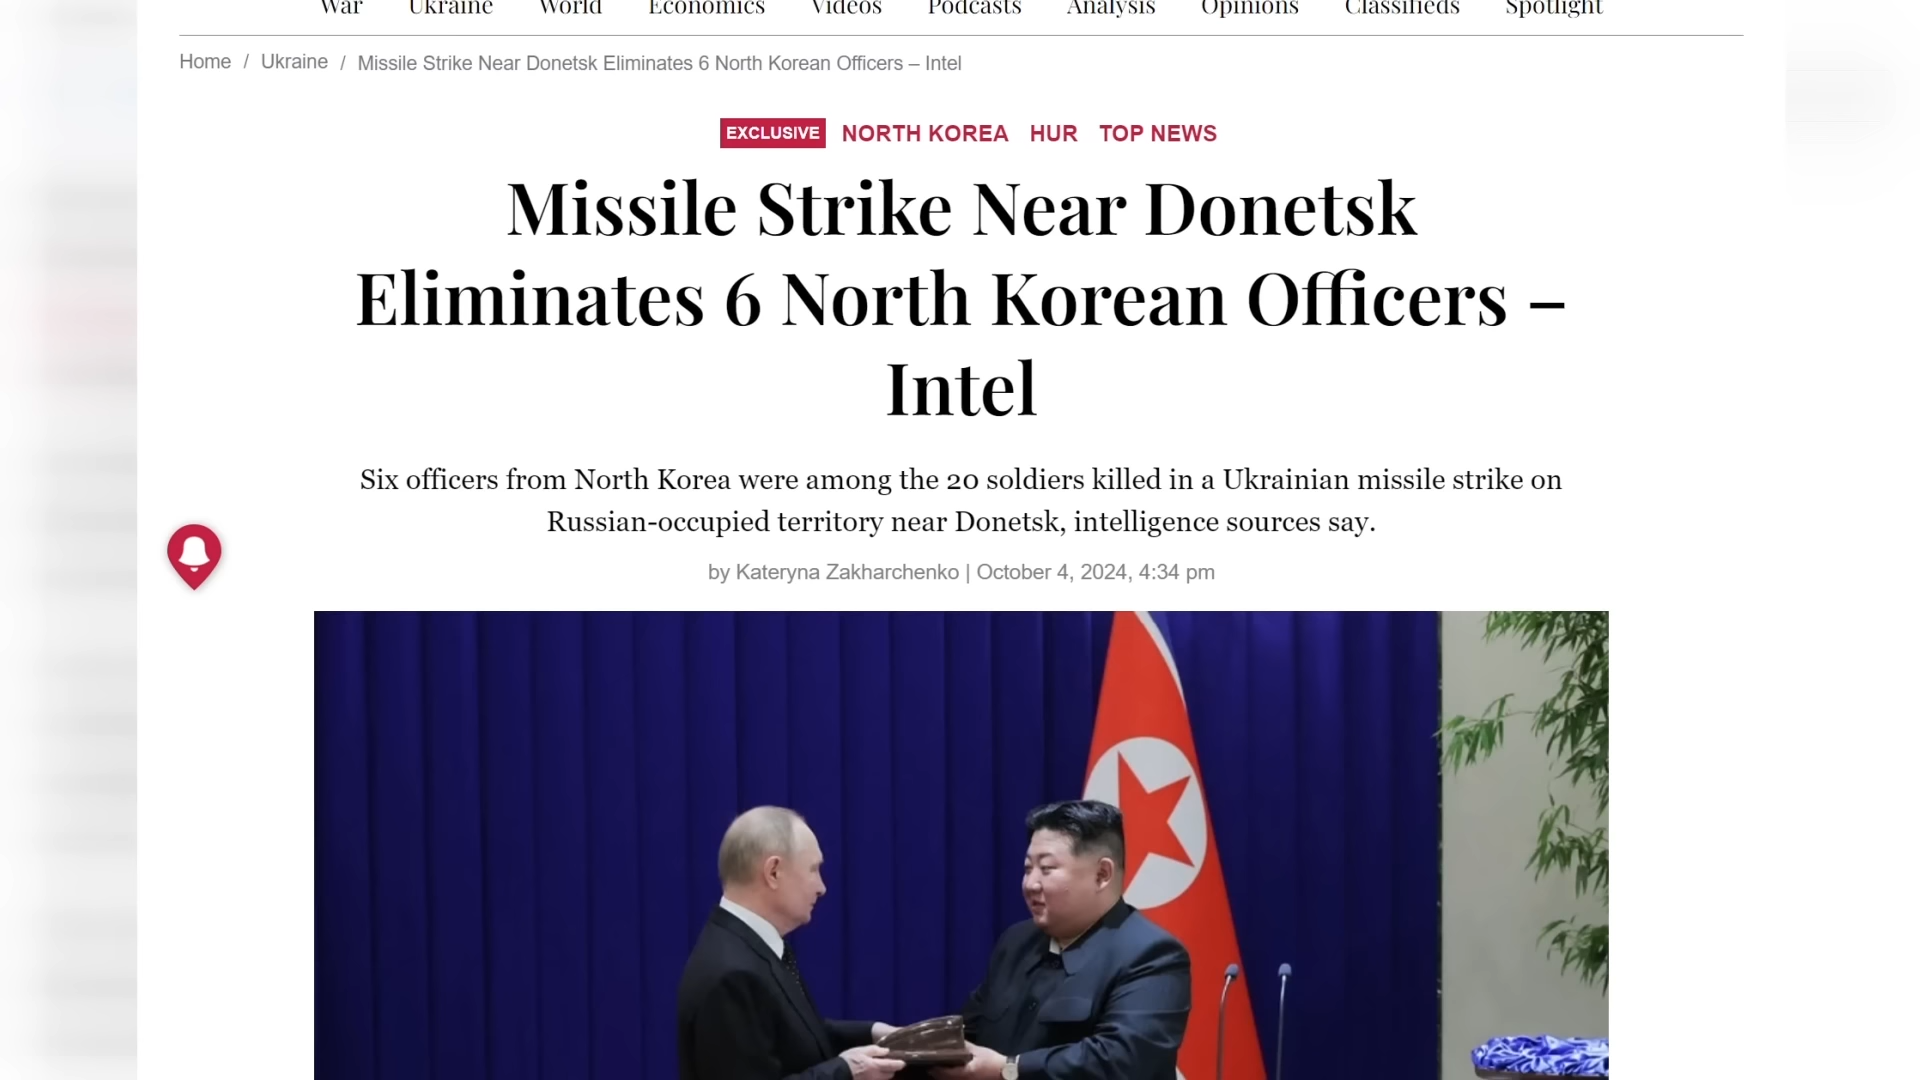 War Ukraine World Economics Videos Podcasts Analysis Opinions Classifieds Spotlight
Home / Ukraine / Missile Strike Near Donetsk Eliminates 6 North Korean Officers – Intel
EXCLUSIVE NORTH KOREA HUR TOP NEWS
Missile Strike Near Donetsk
Eliminates 6 North Korean Officers –
Intel
Six officers from North Korea were among the 20 soldiers killed in a Ukrainian missile strike on
Russian-occupied territory near Donetsk, intelligence sources say.
by Kateryna Zakharchenko | October 4, 2024, 4:34 pm